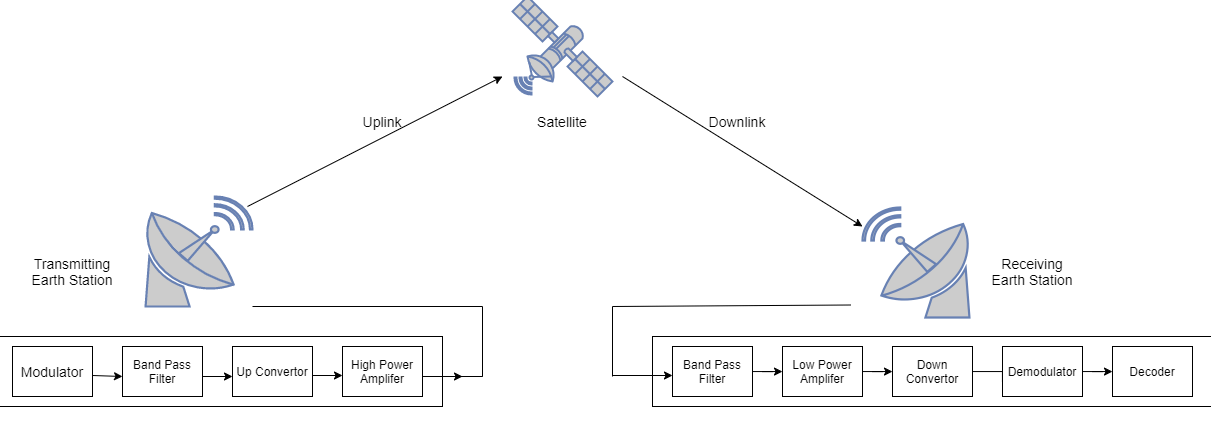 Uplink
Satellite
Downlink
Transmitting
Earth Station
Receiving
Earth Station
Modulator
Band Pass
Filter
Up Convertor
High Power
Amplifer
Band Pass
Filter
Low Power
Amplifer
Down
Convertor
Demodulator
Decoder